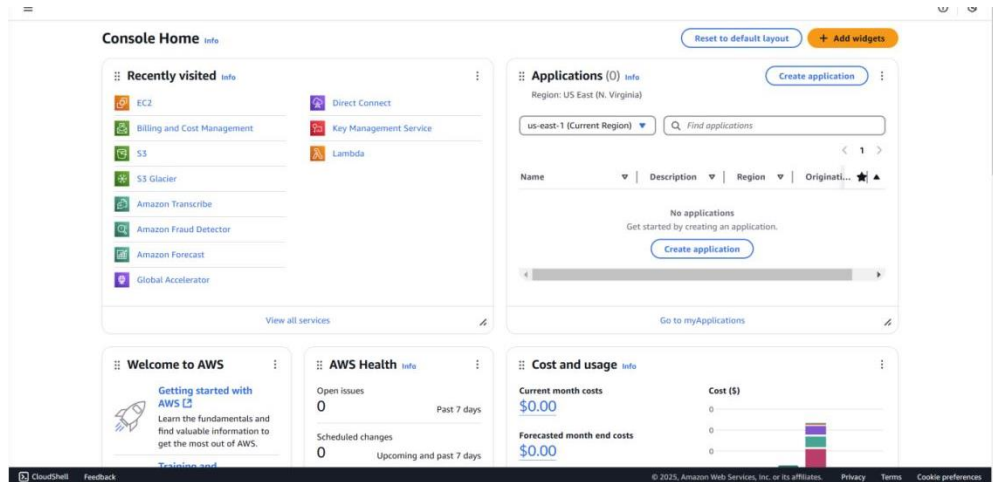 Console Home Info
Reset to default layout
+ Add widgets
Recently visited Info
EC2
Billing and Cost Management
S3
S3 Glacier
Amazon Transcribe
Amazon Fraud Detector
Amazon Forecast
Global Accelerator
Direct Connect
Key Management Service
Lambda
View all services
Applications (0) Info
Create application
Region: US East (N. Virginia)
us-east-1 (Current Region)
Find applications
1
Name Description Region Originati...
No applications
Get started by creating an application.
Create application
Go to myApplications
Welcome to AWS
Getting started with
AWS
Learn the fundamentals and
find valuable information to
get the most out of AWS.
Training and
AWS Health Info
Open issues
0 Past 7 days
Scheduled changes
0 Upcoming and past 7 days
Cost and usage Info
Current month costs
$0.00
Forecasted month end costs
$0.00
Cost ($)
0
0
0
CloudShell Feedback © 2025, Amazon Web Services, Inc. or its affiliates. Privacy Terms Cookie preferences